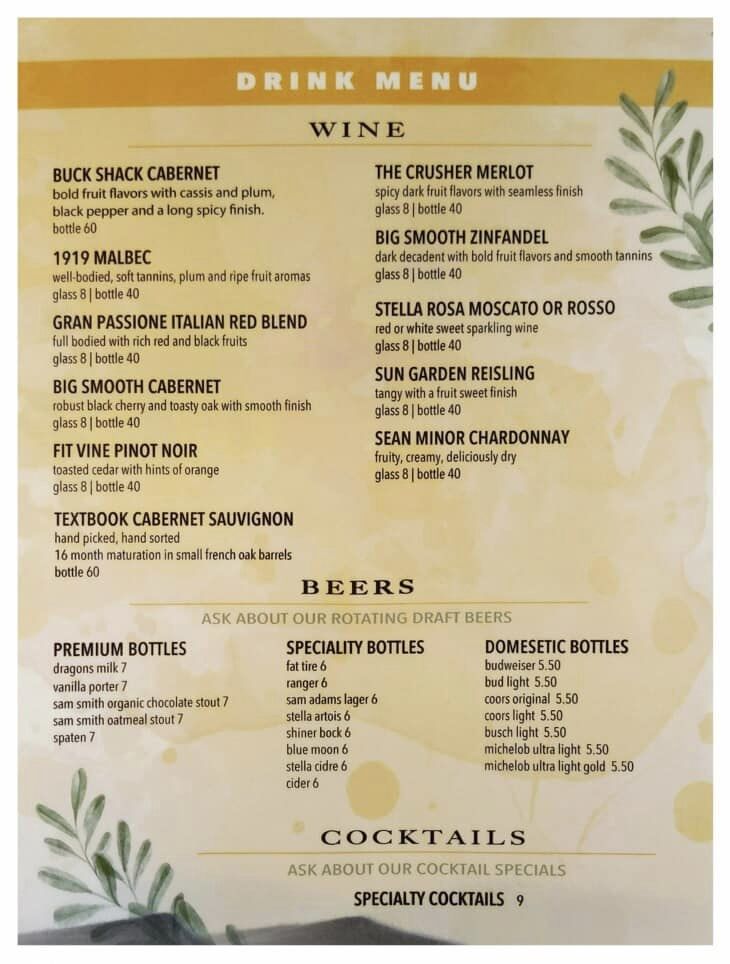 DRINK MENU
WINE
BUCK SHACK CABERNET
bold fruit flavors with cassis and plum,
black pepper and a long spicy finish.
bottle 60
1919 MALBEC
well-bodied, soft tannins, plum and ripe fruit aromas
glass 8 | bottle 40
GRAN PASSIONE ITALIAN RED BLEND
full bodied with rich red and black fruits
glass 8 | bottle 40
BIG SMOOTH CABERNET
robust black cherry and toasty oak with smooth finish
glass 8 | bottle 40
FIT VINE PINOT NOIR
toasted cedar with hints of orange
glass 8 | bottle 40
TEXTBOOK CABERNET SAUVIGNON
hand picked, hand sorted
16 month maturation in small french oak barrels
bottle 60
THE CRUSHER MERLOT
spicy dark fruit flavors with seamless finish
glass 8 | bottle 40
BIG SMOOTH ZINFANDEL
dark decadent with bold fruit flavors and smooth tannins
glass 8 | bottle 40
STELLA ROSA MOSCATO OR ROSSO
red or white sweet sparkling wine
glass 8 | bottle 40
SUN GARDEN REISLING
tangy with a fruit sweet finish
glass 8 | bottle 40
SEAN MINOR CHARDONNAY
fruity, creamy, deliciously dry
glass 8 | bottle 40
BEERS
ASK ABOUT OUR ROTATING DRAFT BEERS
PREMIUM BOTTLES
dragons milk 7
vanilla porter 7
sam smith organic chocolate stout 7
sam smith oatmeal stout 7
spaten 7
SPECIALITY BOTTLES
fat tire 6
ranger 6
sam adams lager 6
stella artois 6
shiner bock 6
blue moon 6
stella cidre 6
cider 6
DOMESETIC BOTTLES
budweiser 5.50
bud light 5.50
coors original 5.50
coors light 5.50
busch light 5.50
michelob ultra light 5.50
michelob ultra light gold 5.50
COCKTAILS
ASK ABOUT OUR COCKTAIL SPECIALS
SPECIALTY COCKTAILS 9